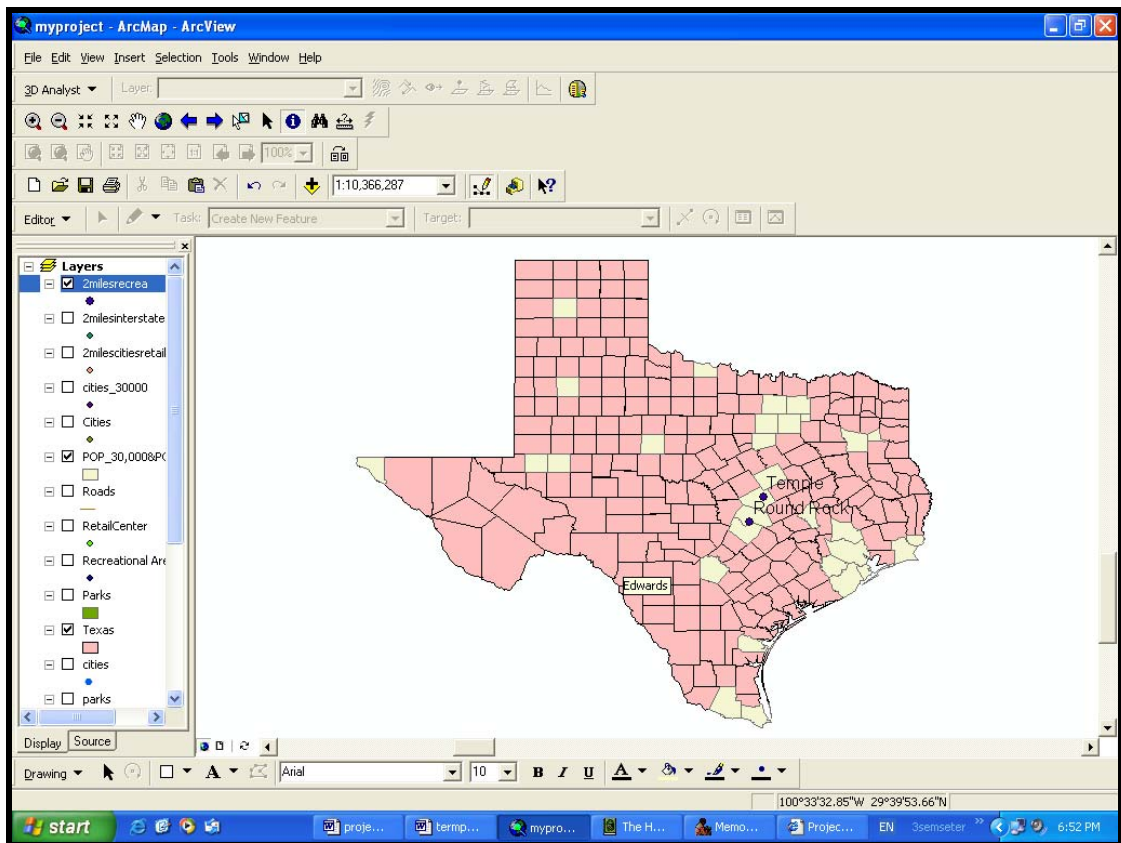 myproject - ArcMap - ArcView
File Edit View Insert Selection Tools Window Help
3D Analyst Layer:
100%
1:10,366,287
Editor Task: Create New Feature Target:
Layers
2milesrecrea
2milesinterstate
2milescitiesretail
cities_30000
Cities
POP_30,000&PO
Roads
RetailCenter
Recreational Are
Parks
Texas
cities
parks
Display Source
Temple
Round Rock
Edwards
Drawing A Arial 10 B I U A
100°33'32.85"W 29°39'53.66"N
start proje... termp... mypro... The H... Memo... Projec... EN 3semseter 6:52 PM